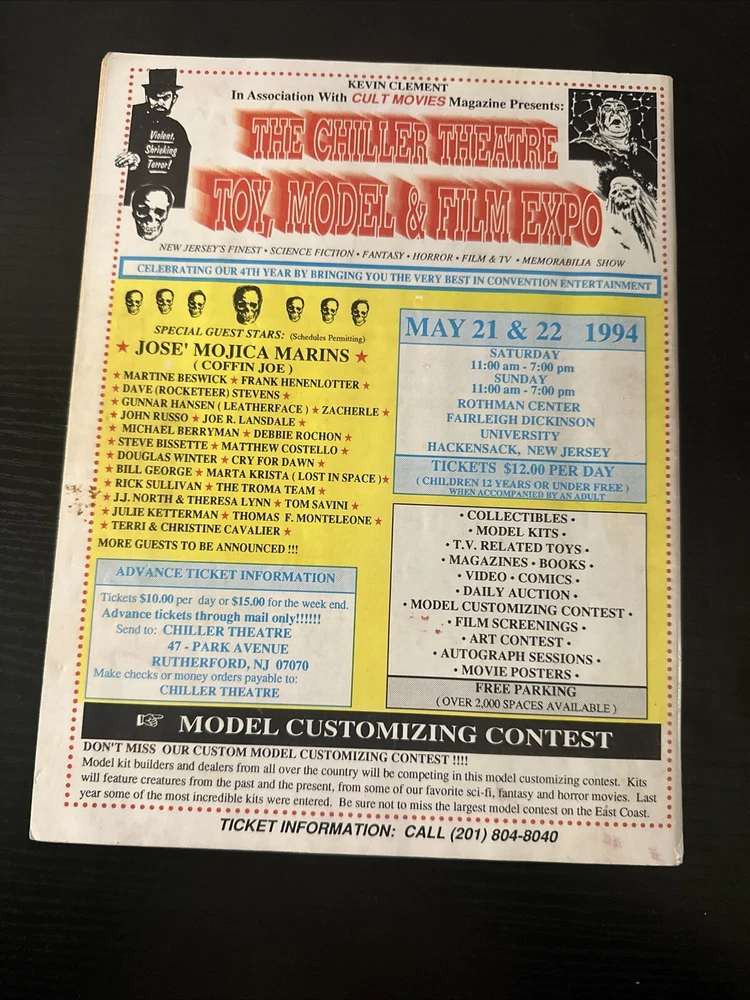 KEVIN CLEMENT
In Association With CULT MOVIES Magazine Presents:
Violent,
Shrieking
Terror!
THE CHILLER THEATRE
TOY, MODEL & FILM EXPO
NEW JERSEY'S FINEST • SCIENCE FICTION • FANTASY • HORROR • FILM & TV • MEMORABILIA SHOW
CELEBRATING OUR 4TH YEAR BY BRINGING YOU THE VERY BEST IN CONVENTION ENTERTAINMENT
SPECIAL GUEST STARS: (Schedules Permitting)
★ JOSE' MOJICA MARINS ★
( COFFIN JOE )
★ MARTINE BESWICK ★ FRANK HENENLOTTER ★
★ DAVE (ROCKETEER) STEVENS ★
★ GUNNAR HANSEN ( LEATHERFACE ) ★ ZACHERLE ★
★ JOHN RUSSO ★ JOE R. LANSDALE ★
★ MICHAEL BERRYMAN ★ DEBBIE ROCHON ★
★ STEVE BISSETTE ★ MATTHEW COSTELLO ★
★ DOUGLAS WINTER ★ CRY FOR DAWN ★
★ BILL GEORGE ★ MARTA KRISTA ( LOST IN SPACE )★
★ RICK SULLIVAN ★ THE TROMA TEAM ★
★ J.J. NORTH & THERESA LYNN ★ TOM SAVINI ★
★ JULIE KETTERMAN ★ THOMAS F. MONTELEONE ★
★ TERRI & CHRISTINE CAVALIER ★
MORE GUESTS TO BE ANNOUNCED !!!
MAY 21 & 22 1994
SATURDAY
11:00 am - 7:00 pm
SUNDAY
11:00 am - 7:00 pm
ROTHMAN CENTER
FAIRLEIGH DICKINSON
UNIVERSITY
HACKENSACK, NEW JERSEY
TICKETS $12.00 PER DAY
( CHILDREN 12 YEARS OR UNDER FREE )
WHEN ACCOMPANIED BY AN ADULT
ADVANCE TICKET INFORMATION
Tickets $10.00 per day or $15.00 for the week end.
Advance tickets through mail only!!!!!!
Send to: CHILLER THEATRE
47 - PARK AVENUE
RUTHERFORD, NJ 07070
Make checks or money orders payable to:
CHILLER THEATRE
• COLLECTIBLES •
• MODEL KITS •
• T.V. RELATED TOYS •
• MAGAZINES • BOOKS •
• VIDEO • COMICS •
• DAILY AUCTION •
• MODEL CUSTOMIZING CONTEST •
• FILM SCREENINGS •
• ART CONTEST •
• AUTOGRAPH SESSIONS •
• MOVIE POSTERS •
FREE PARKING
( OVER 2,000 SPACES AVAILABLE )
☞ MODEL CUSTOMIZING CONTEST
DON'T MISS OUR CUSTOM MODEL CUSTOMIZING CONTEST !!!!
Model kit builders and dealers from all over the country will be competing in this model customizing contest. Kits
will feature creatures from the past and the present, from some of our favorite sci-fi, fantasy and horror movies. Last
year some of the most incredible kits were entered. Be sure not to miss the largest model contest on the East Coast.
TICKET INFORMATION: CALL (201) 804-8040